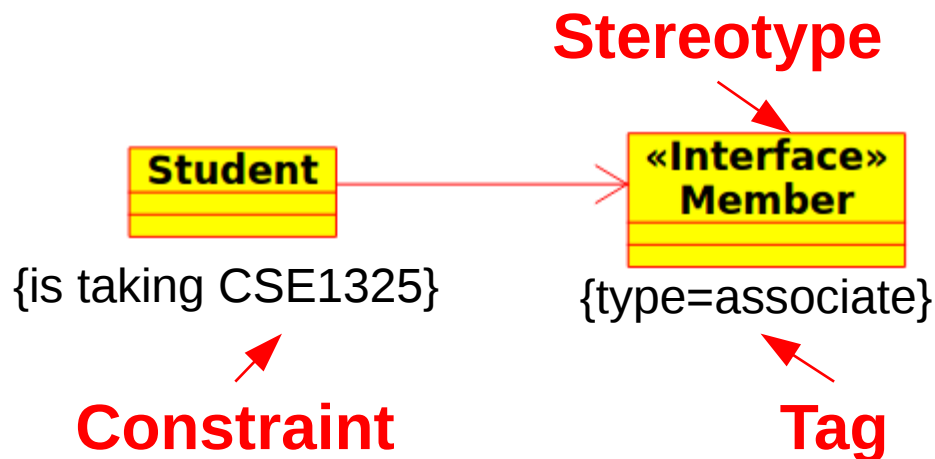 Stereotype
Student
«Interface»
Member
{is taking CSE1325}
{type=associate}
Constraint
Tag